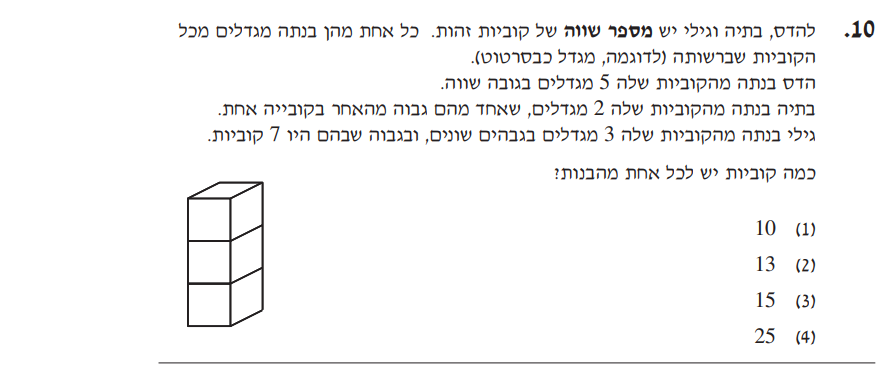 10. להדס, בתיה וגילי יש מספר שווה של קוביות זהות. כל אחת מהן בנתה מגדלים מכל
הקוביות שברשותה (לדוגמה, מגדל כבסרטוט).
הדס בנתה מהקוביות שלה 5 מגדלים בגובה שווה.
בתיה בנתה מהקוביות שלה 2 מגדלים, שאחד מהם גבוה מהאחר בקובייה אחת.
גילי בנתה מהקוביות שלה 3 מגדלים בגבהים שונים, ובגבוה שבהם היו 7 קוביות.
כמה קוביות יש לכל אחת מהבנות?
(1) 10
(2) 13
(3) 15
(4) 25